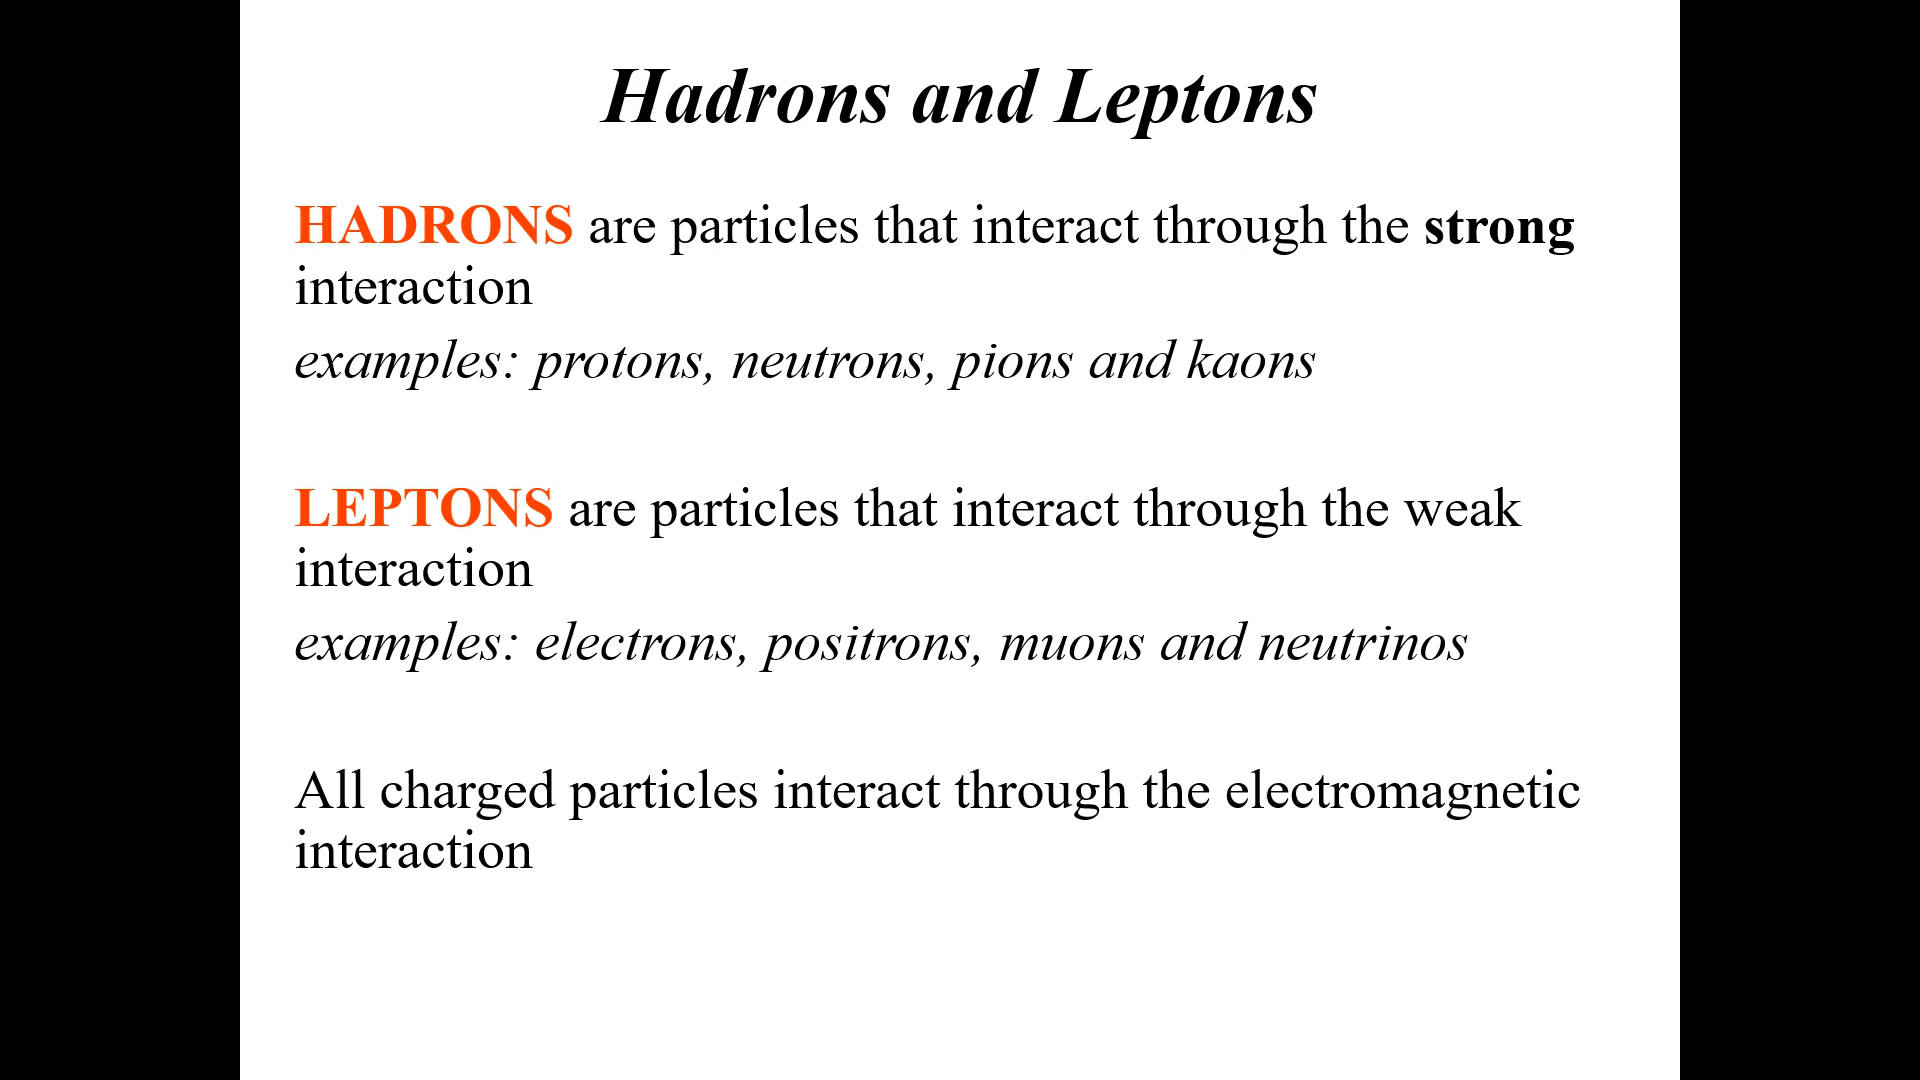 Hadrons and Leptons
HADRONS are particles that interact through the strong
interaction
examples: protons, neutrons, pions and kaons
LEPTONS are particles that interact through the weak
interaction
examples: electrons, positrons, muons and neutrinos
All charged particles interact through the electromagnetic
interaction